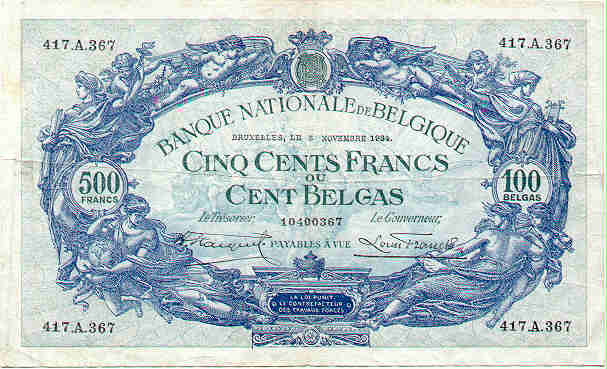 417.A.367 417.A.367
BANQUE NATIONALE DE BELGIQUE
BRUXELLES, LE 5 NOVEMBRE 1934.
CINQ CENTS FRANCS
OU
CENT BELGAS
500
FRANCS
100
BELGAS
Le Trésorier, 10400367 Le Gouverneur,
PAYABLES À VUE
LA LOI PUNIT
LE CONTREFACTEUR
DES TRAVAUX FORCÉS
417.A.367 417.A.367